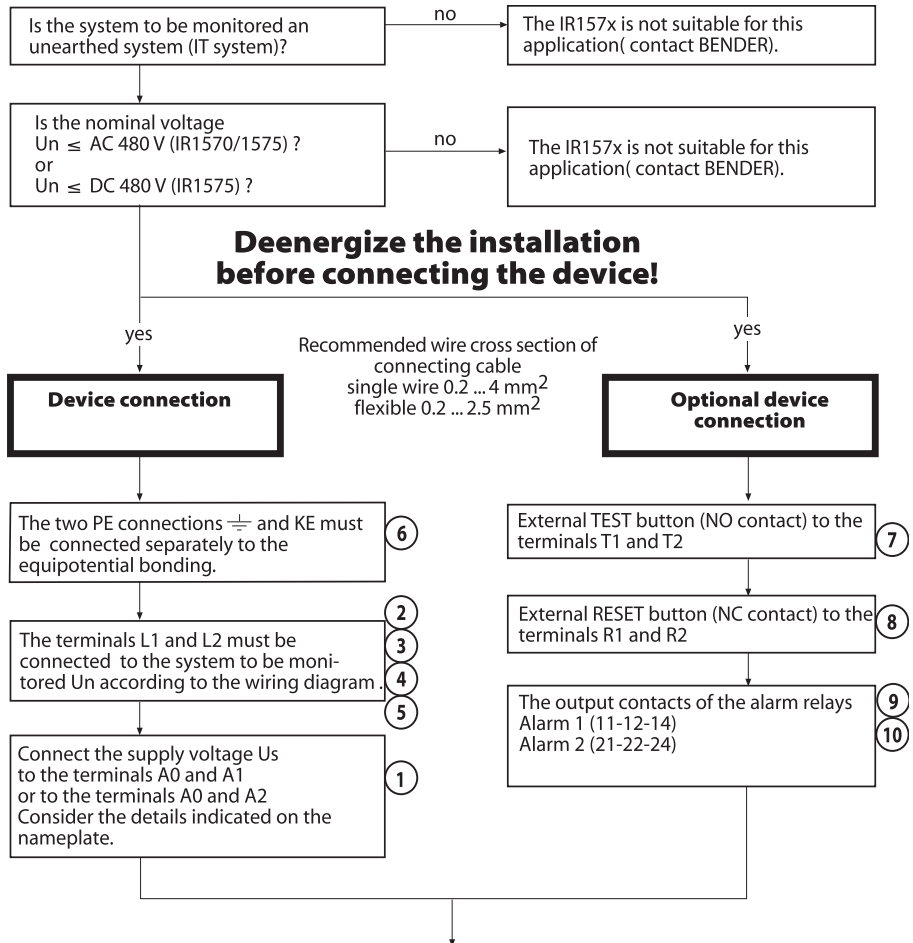 Is the system to be monitored an
unearthed system (IT system)?
no
The IR157x is not suitable for this
application( contact BENDER).
Is the nominal voltage
Un ≤ AC 480 V (IR1570/1575) ?
or
Un ≤ DC 480 V (IR1575) ?
no
The IR157x is not suitable for this
application( contact BENDER).
Deenergize the installation
before connecting the device!
yes
yes
Recommended wire cross section of
connecting cable
single wire 0.2 ... 4 mm²
flexible 0.2 ... 2.5 mm²
Device connection
Optional device
connection
The two PE connections ⏚ and KE must
be connected separately to the
equipotential bonding.
6
The terminals L1 and L2 must be
connected to the system to be moni-
tored Un according to the wiring diagram .
2
3
4
5
Connect the supply voltage Us
to the terminals A0 and A1
or to the terminals A0 and A2
Consider the details indicated on the
nameplate.
1
External TEST button (NO contact) to the
terminals T1 and T2
7
External RESET button (NC contact) to the
terminals R1 and R2
8
The output contacts of the alarm relays
Alarm 1 (11-12-14)
Alarm 2 (21-22-24)
9
10